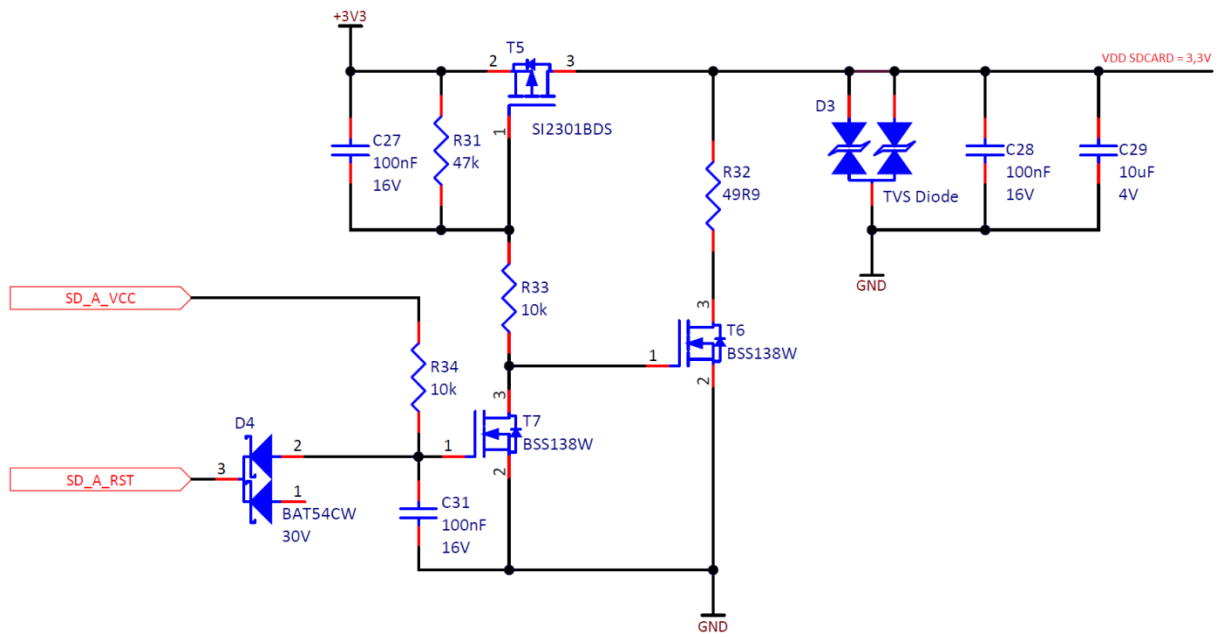 +3V3
T5
2
3
VDD SDCARD = 3,3V
1
SI2301BDS
C27
100nF
16V
R31
47k
D3
TVS Diode
C28
100nF
16V
C29
10uF
4V
R32
49R9
GND
SD_A_VCC
R33
10k
3
T6
BSS138W
1
2
R34
10k
3
T7
BSS138W
1
2
D4
2
3
1
BAT54CW
30V
SD_A_RST
C31
100nF
16V
GND